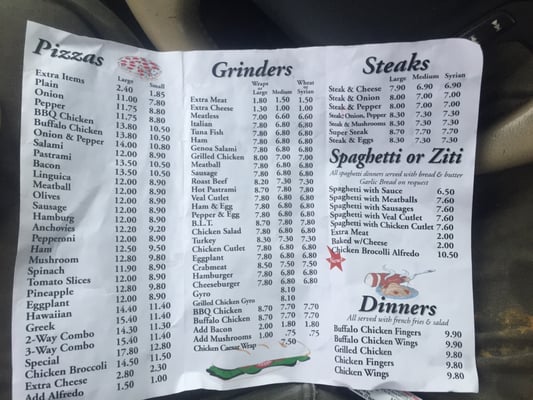 Pizzas
Large Small
Extra Items 2.40 1.85
Plain 11.00 7.80
Onion 11.75 8.80
Pepper 11.75 8.80
BBQ Chicken 13.80 10.50
Buffalo Chicken 13.80 10.50
Onion & Pepper 14.00 10.80
Salami 13.50 10.50
Pastrami 13.50 10.50
Bacon 13.50 10.50
Linguica 12.00 8.90
Meatball 12.00 8.90
Olives 12.00 8.90
Sausage 12.00 8.90
Hamburg 12.00 8.90
Anchovies 12.20 9.20
Pepperoni 12.00 8.90
Ham 12.50 9.50
Mushroom 12.80 9.80
Spinach 11.90 8.90
Tomato Slices 12.00 8.90
Pineapple 12.80 9.80
Eggplant 12.00 8.90
Hawaiian 14.40 11.40
Greek 15.40 11.40
2-Way Combo 14.30 11.30
3-Way Combo 15.40 11.40
Special 17.80 12.80
Chicken Broccoli 14.50 11.50
Extra Cheese 2.80 2.30
Add Alfredo 1.50 1.00
Grinders
Wraps or Large Medium Wheat or Syrian
Extra Meat 1.80 1.50 1.50
Extra Cheese 1.30 1.00 1.00
Meatless 7.00 6.60 6.60
Italian 7.80 6.80 6.80
Tuna Fish 7.80 6.80 6.80
Ham 7.80 6.80 6.80
Genoa Salami 7.80 6.80 6.80
Grilled Chicken 8.00 7.00 7.00
Meatball 7.80 6.80 6.80
Sausage 7.80 6.80 6.80
Roast Beef 8.20 7.30 7.30
Hot Pastrami 8.70 7.80 7.80
Veal Cutlet 7.80 6.80 6.80
Ham & Egg 7.80 6.80 6.80
Pepper & Egg 7.80 6.80 6.80
B.L.T. 8.70 7.80 7.80
Chicken Salad 7.80 6.80 6.80
Turkey 8.30 7.30 7.30
Chicken Cutlet 7.80 6.80 6.80
Eggplant 7.80 6.80 6.80
Crabmeat 8.50 7.50 7.50
Hamburger 7.80 6.80 6.80
Cheeseburger 7.80 6.80 6.80
Gyro 8.10
Grilled Chicken Gyro 8.10
BBQ Chicken 8.70 7.70 7.70
Buffalo Chicken 8.70 7.70 7.70
Add Bacon 2.00 1.80 1.80
Add Mushrooms 1.00 .75 .75
Chicken Caesar Wrap 7.50
Steaks
Large Medium Syrian
Steak & Cheese 7.90 6.90 6.90
Steak & Onion 8.00 7.00 7.00
Steak & Pepper 8.00 7.00 7.00
Steak, Onion, Pepper 8.30 7.30 7.30
Steak & Mushrooms 8.30 7.30 7.30
Super Steak 8.70 7.70 7.70
Steak & Eggs 8.30 7.30 7.30
Spaghetti or Ziti
All spaghetti dinners served with bread & butter
Garlic Bread on request
Spaghetti with Sauce 6.50
Spaghetti with Meatballs 7.60
Spaghetti with Sausages 7.60
Spaghetti with Veal Cutlet 7.60
Spaghetti with Chicken Cutlet 7.60
Extra Meat 2.00
Baked w/Cheese 2.00
Chicken Broccoli Alfredo 10.50
Dinners
All served with french fries & salad
Buffalo Chicken Fingers 9.90
Buffalo Chicken Wings 9.90
Grilled Chicken 9.80
Chicken Fingers 9.80
Chicken Wings 9.80